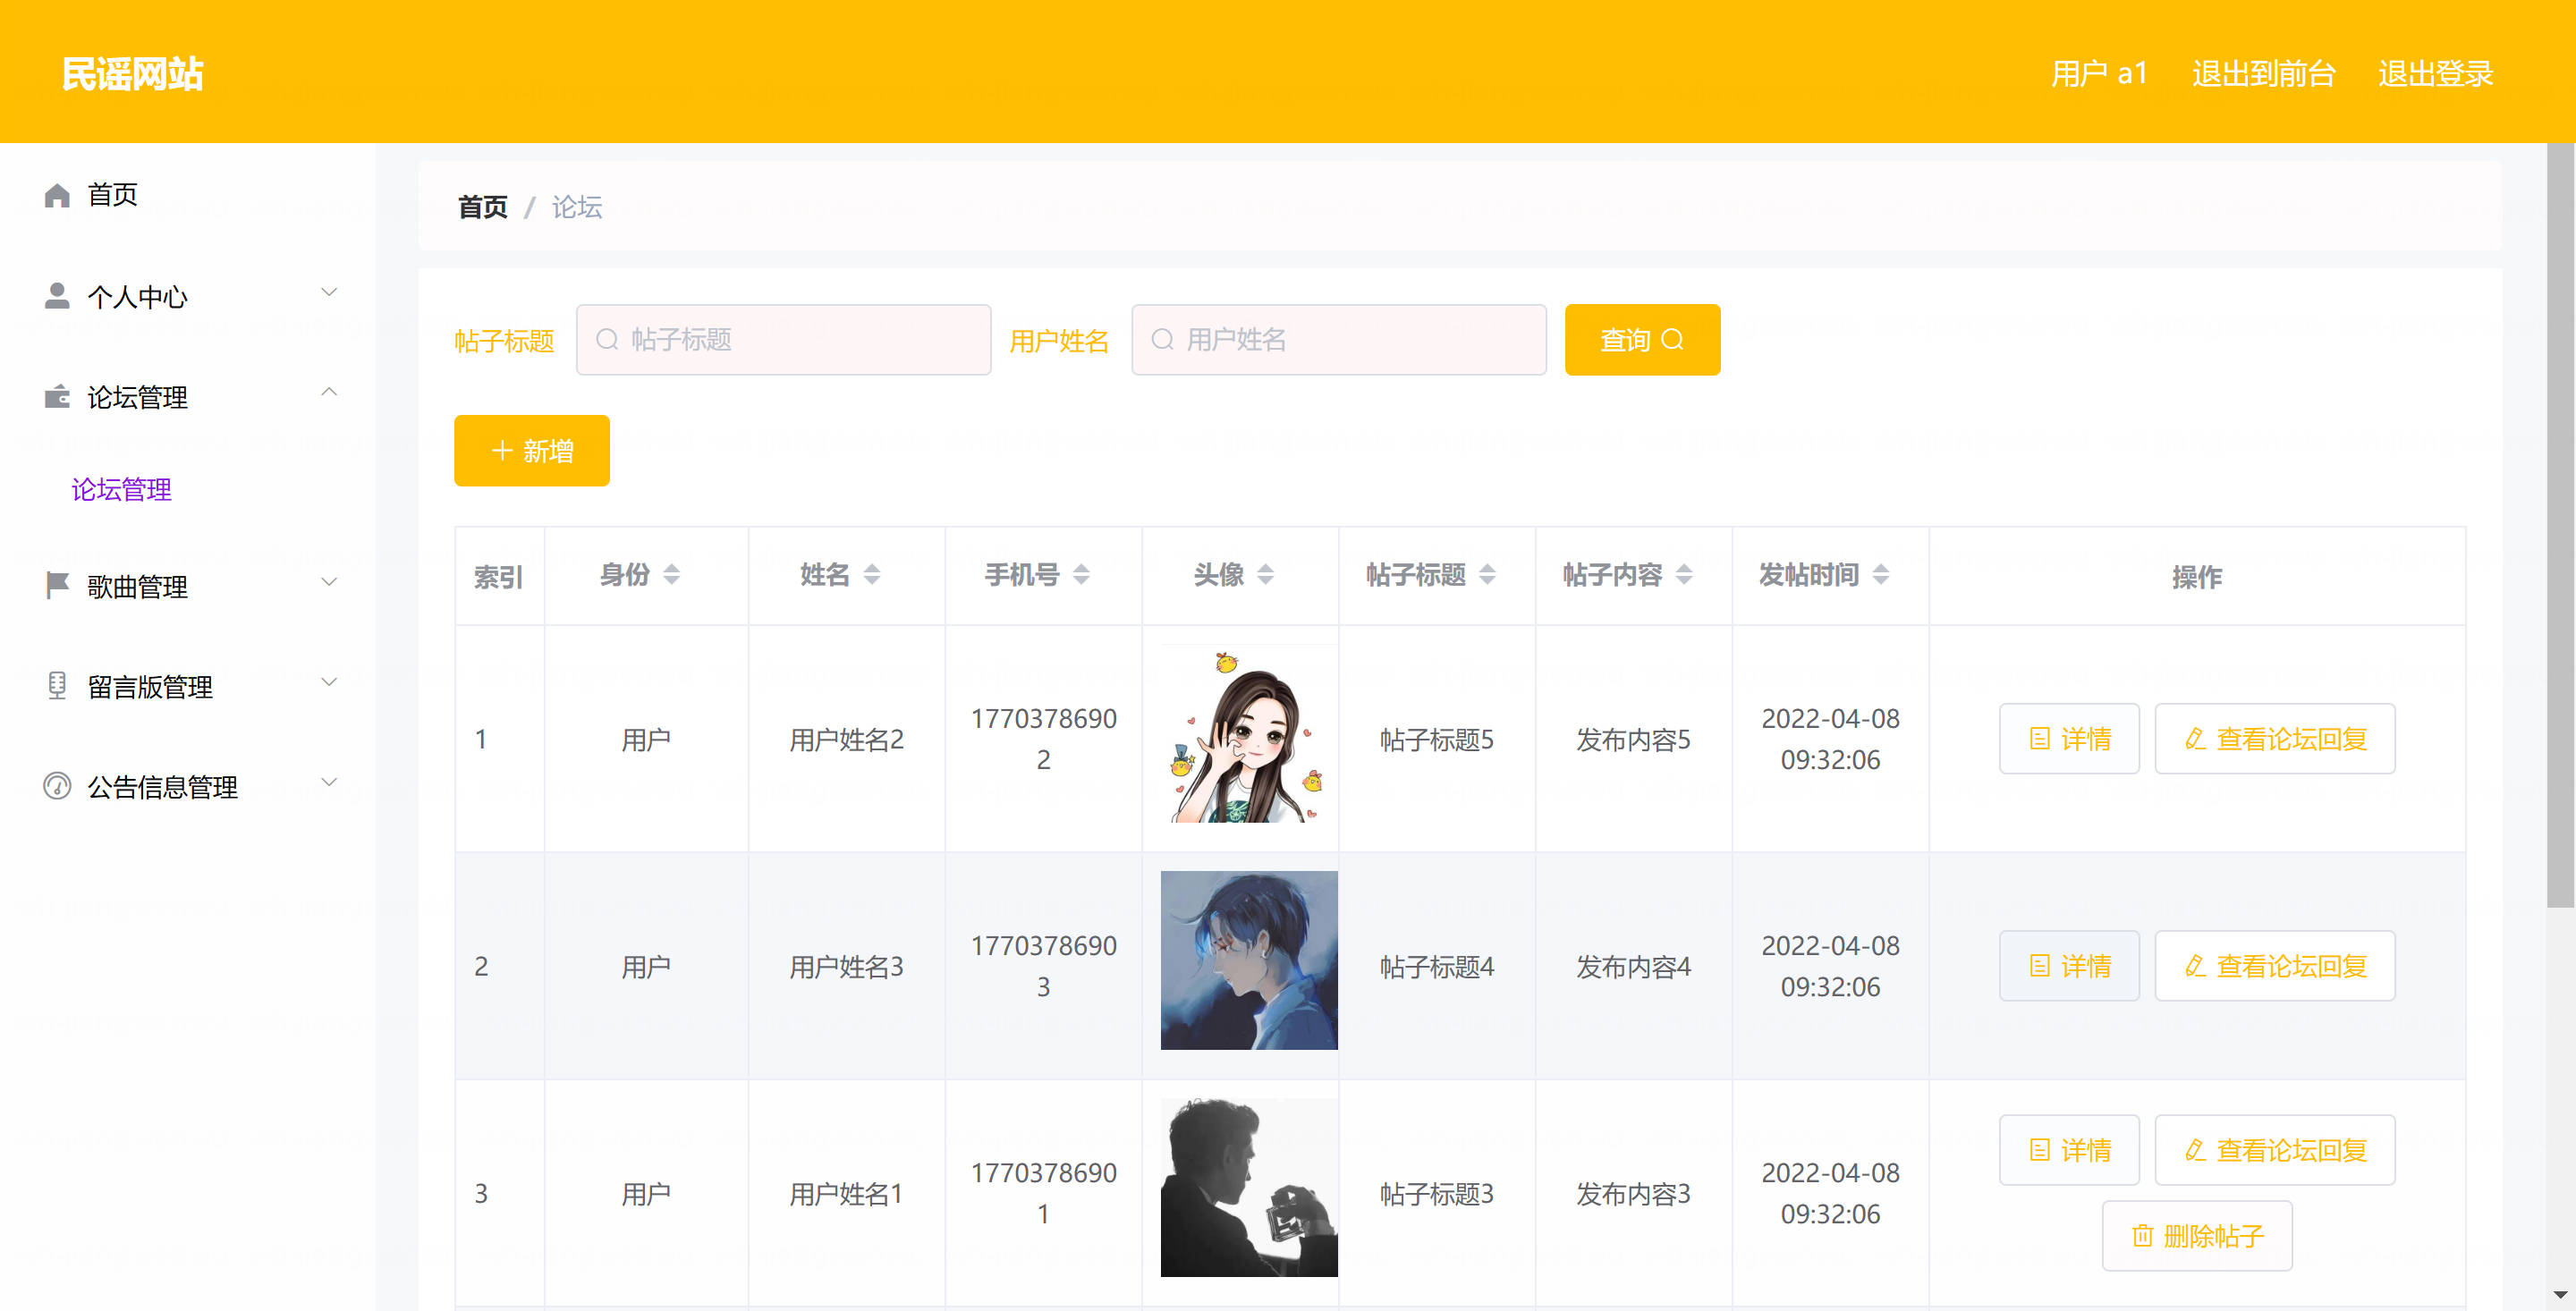 民谣网站
用户 a1 退出到前台 退出登录
首页
个人中心
论坛管理
论坛管理
歌曲管理
留言版管理
公告信息管理
首页 / 论坛
帖子标题 帖子标题 用户姓名 用户姓名 查询
新增
索引 身份 姓名 手机号 头像 帖子标题 帖子内容 发帖时间 操作
1 用户 用户姓名2 1770378690 帖子标题5 发布内容5 2022-04-08 详情 查看论坛回复
2 09:32:06
2 用户 用户姓名3 1770378690 帖子标题4 发布内容4 2022-04-08 详情 查看论坛回复
3 09:32:06
3 用户 用户姓名1 1770378690 帖子标题3 发布内容3 2022-04-08 详情 查看论坛回复
1 09:32:06 删除帖子